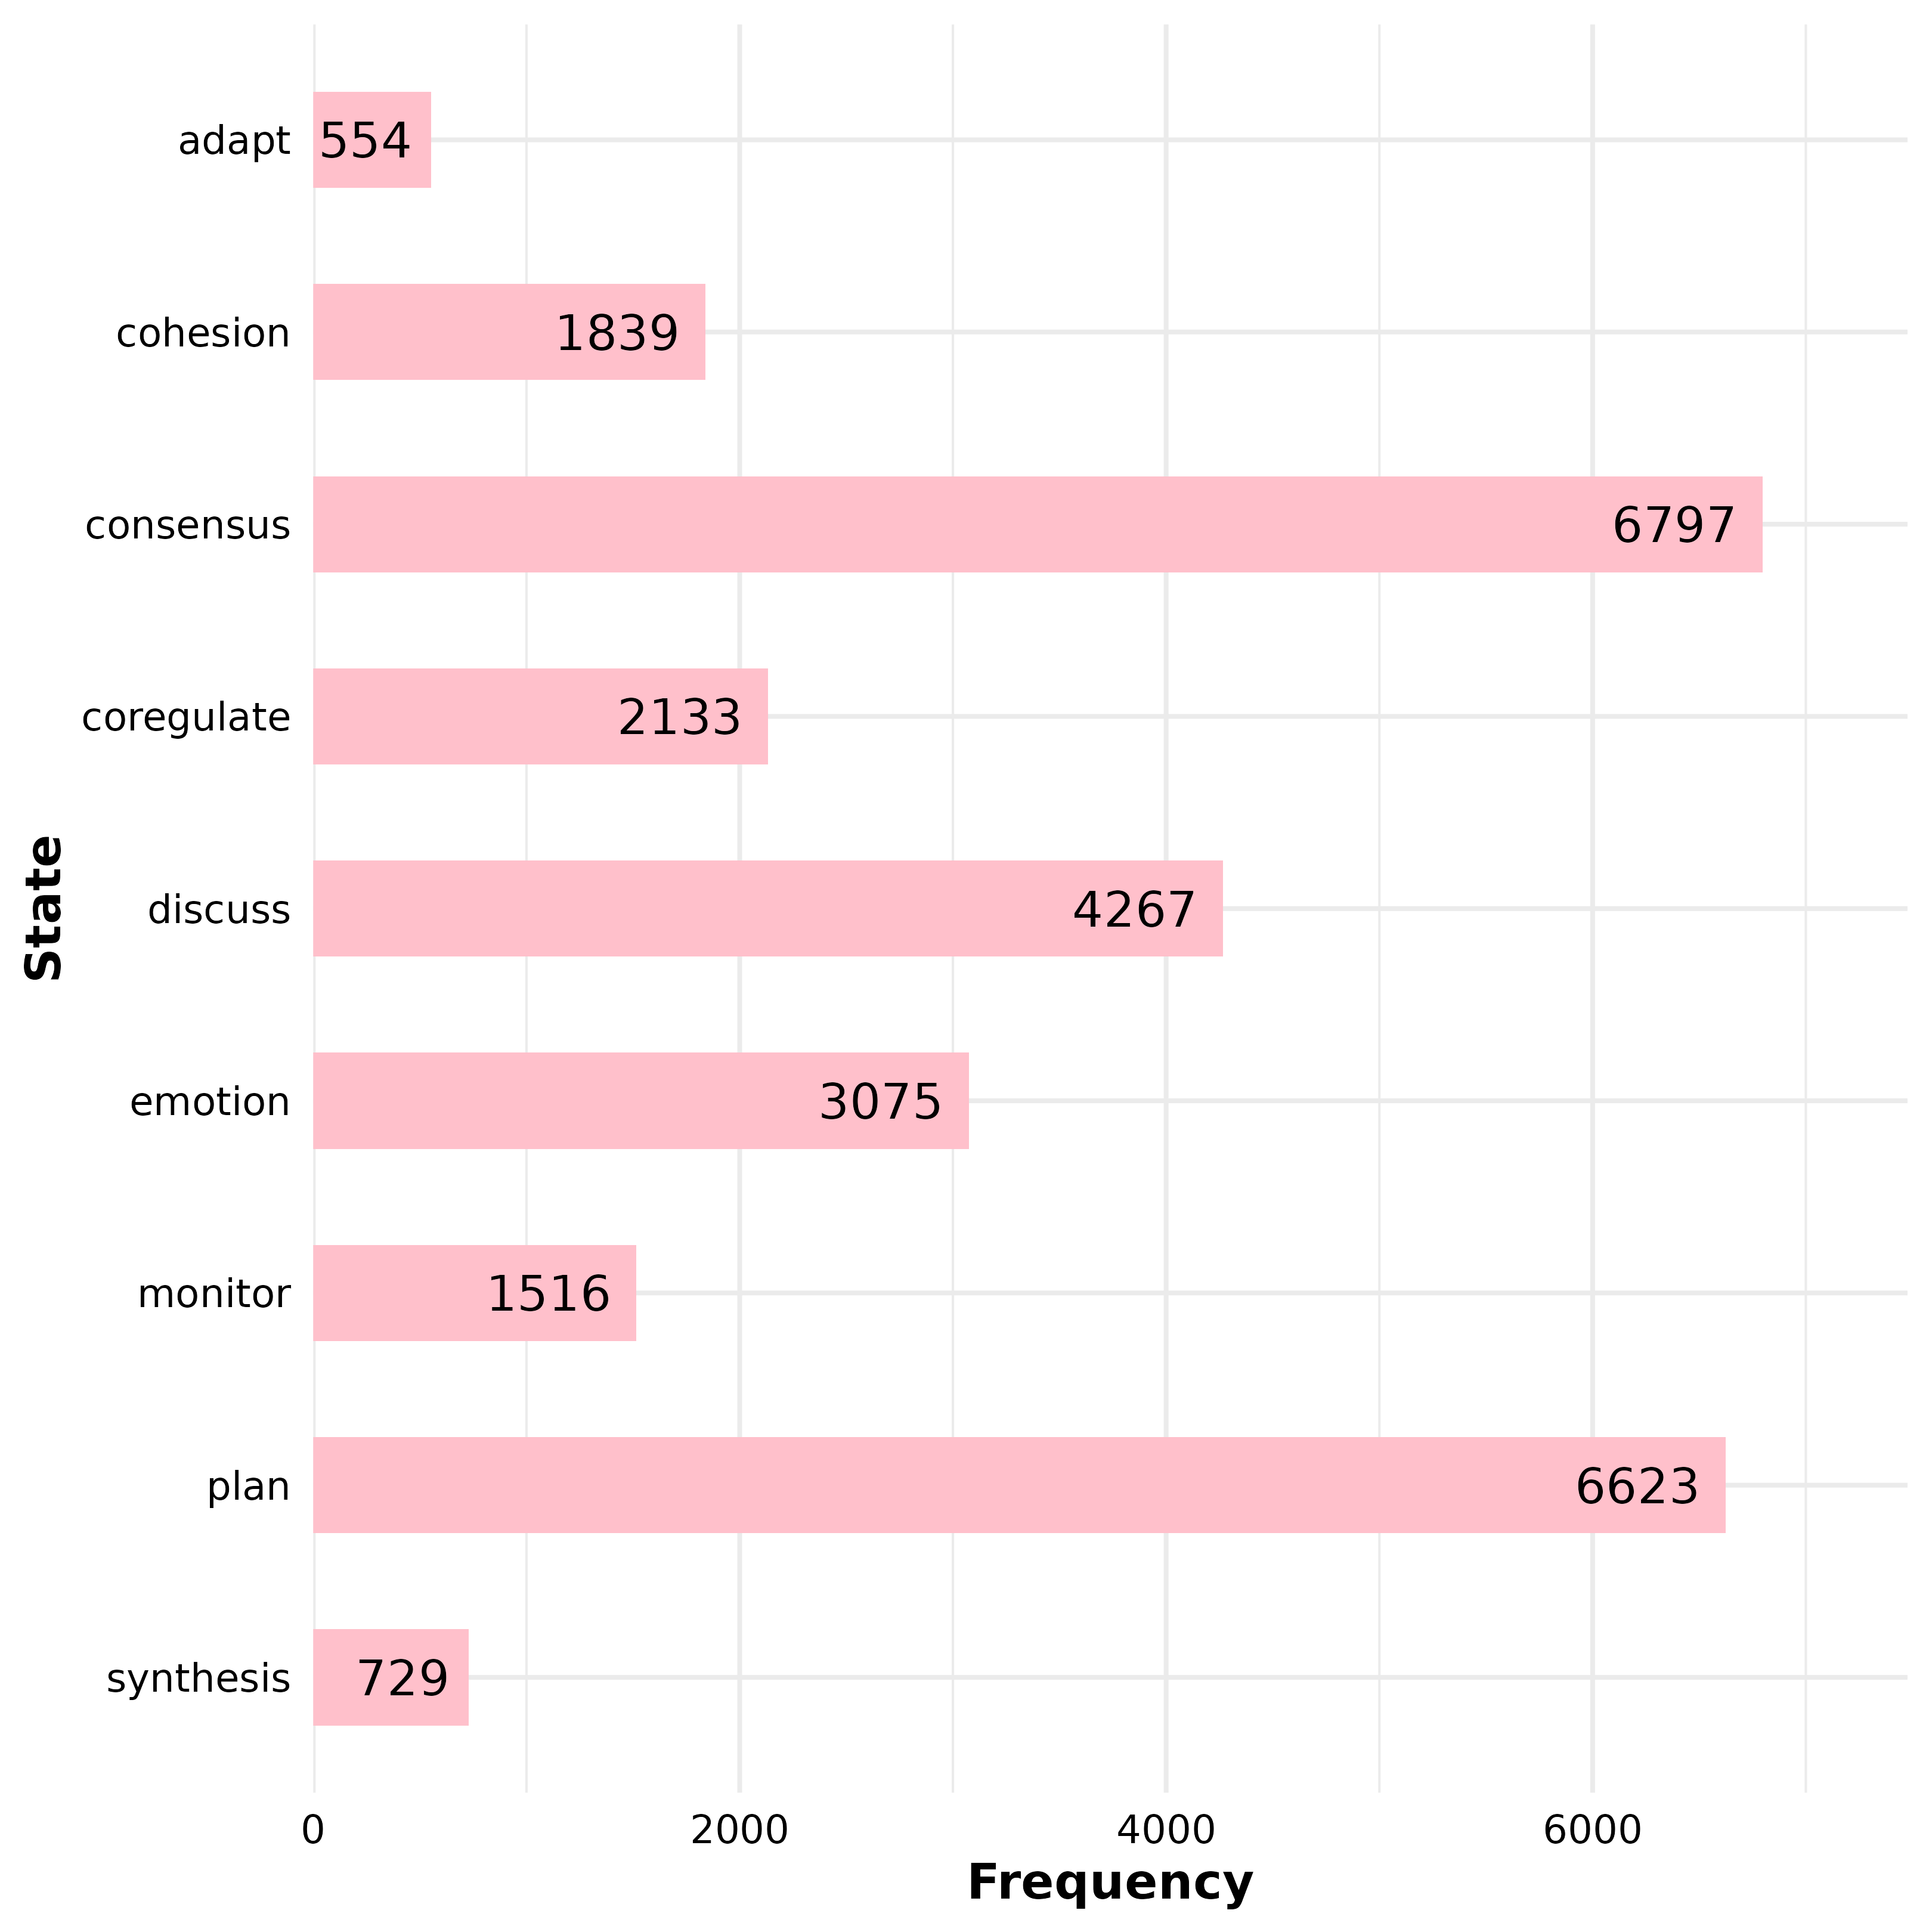 adapt 554
cohesion 1839
consensus 6797
coregulate 2133
discuss 4267
emotion 3075
monitor 1516
plan 6623
synthesis 729
State
0 2000 4000 6000
Frequency